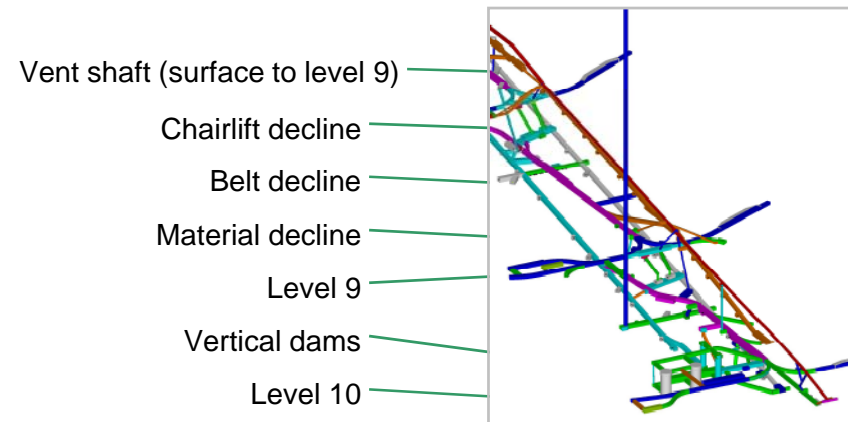 Vent shaft (surface to level 9)
Chairlift decline
Belt decline
Material decline
Level 9
Vertical dams
Level 10